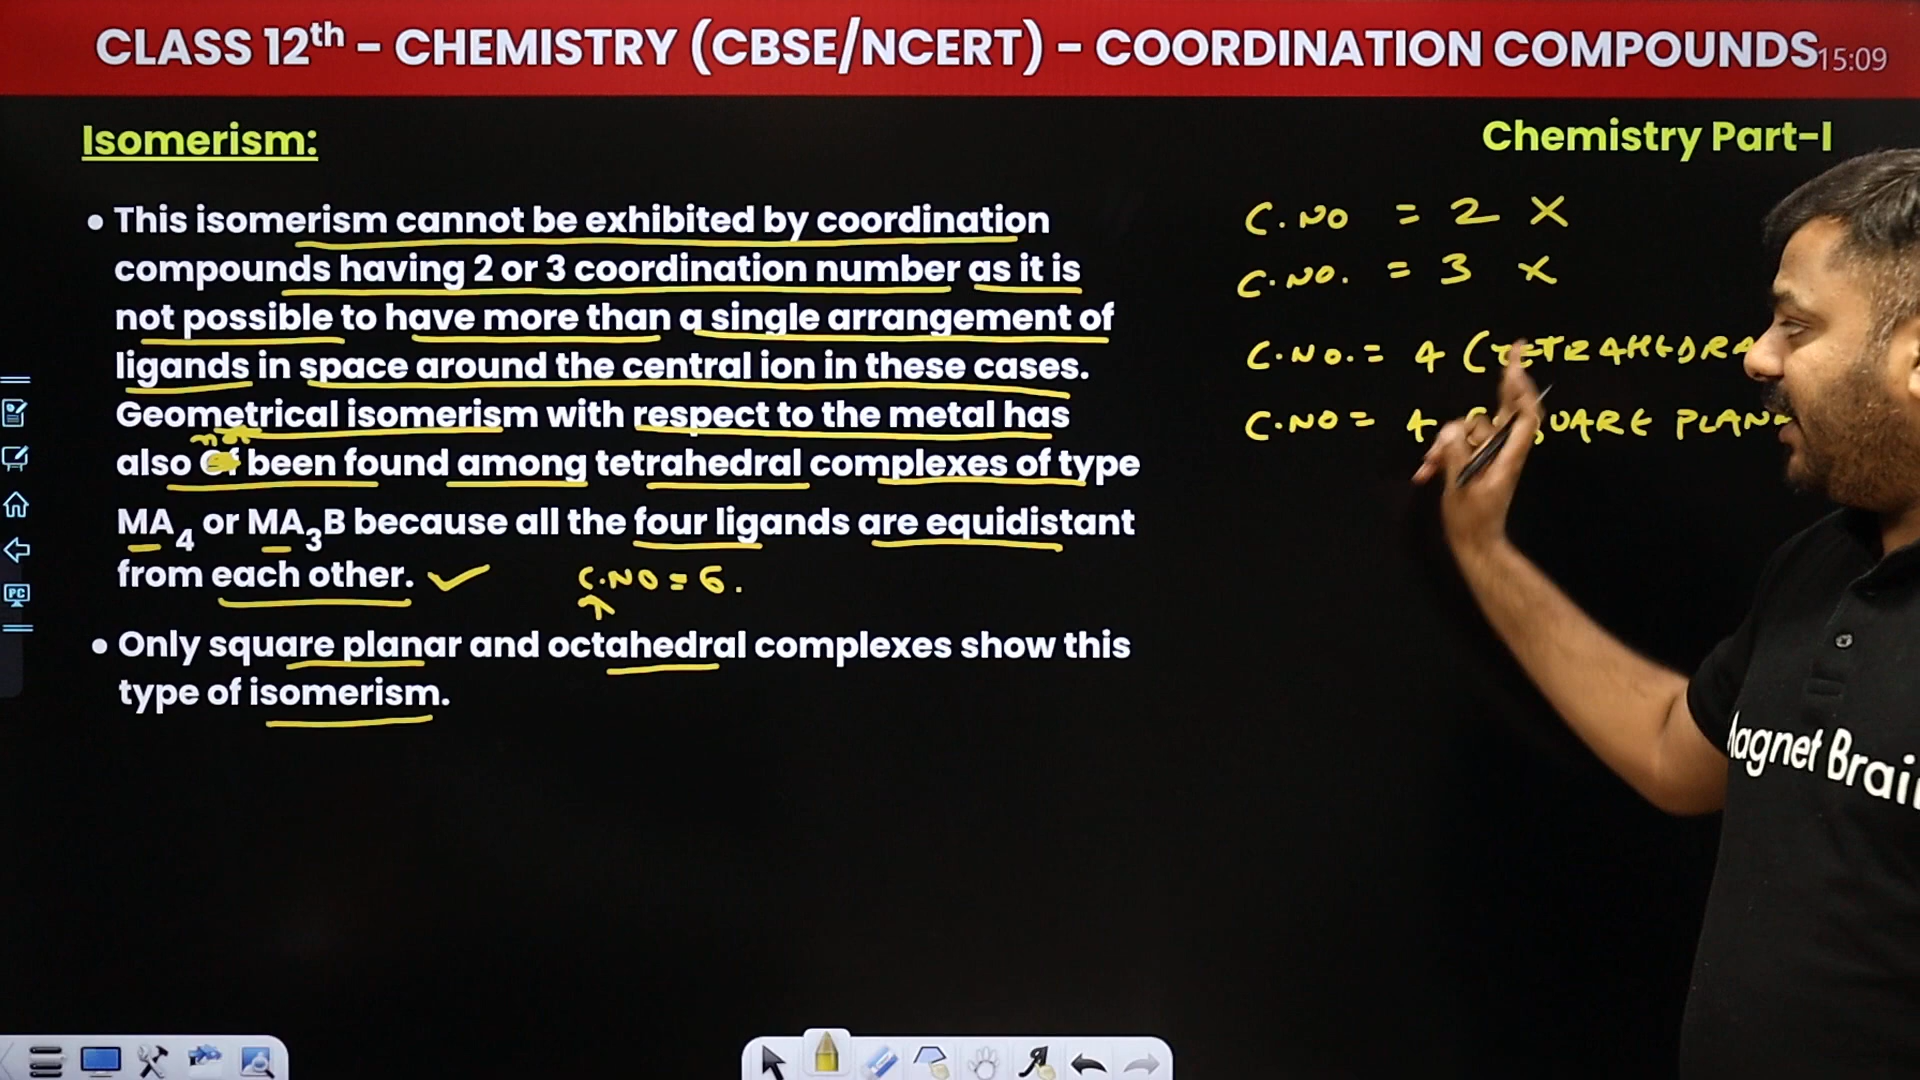 CLASS 12th - CHEMISTRY (CBSE/NCERT) - COORDINATION COMPOUNDS
15:09
Isomerism:
Chemistry Part-I
• This isomerism cannot be exhibited by coordination
compounds having 2 or 3 coordination number as it is
not possible to have more than a single arrangement of
ligands in space around the central ion in these cases.
Geometrical isomerism with respect to the metal has
not
also been found among tetrahedral complexes of type
MA4 or MA3B because all the four ligands are equidistant
from each other.
C.NO = 6.
• Only square planar and octahedral complexes show this
type of isomerism.
C.NO = 2 X
C.NO. = 3 X
C.NO. = 4 (TETRAHEDRA
C.NO = 4
PLAN
Magnet Brai
PC